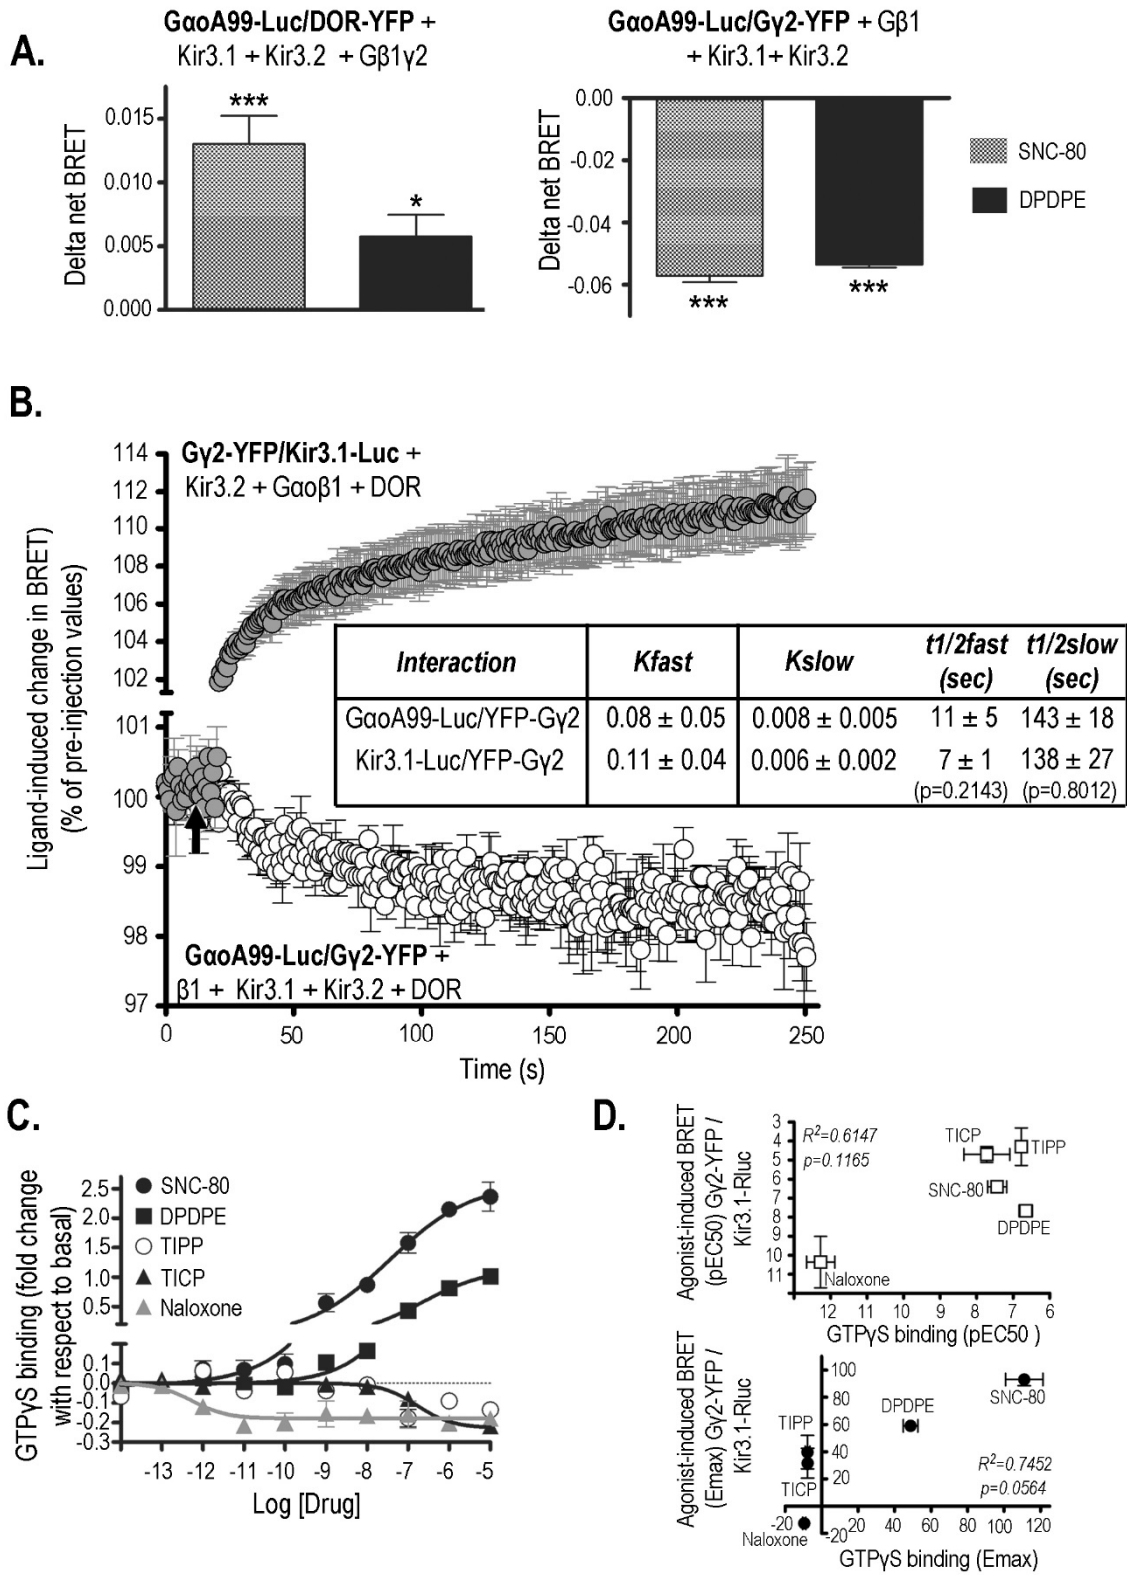 A.
GαoA99-Luc/DOR-YFP +
Kir3.1 + Kir3.2 + Gβ1γ2
Delta net BRET
0.015
0.010
0.005
0.000
***
*
GαoA99-Luc/Gγ2-YFP + Gβ1
+ Kir3.1+ Kir3.2
Delta net BRET
0.00
-0.02
-0.04
-0.06
***
***
SNC-80
DPDPE
B.
Ligand-induced change in BRET)
(% of pre-injection values)
114
112
110
108
106
104
102
101
100
99
98
97
Gγ2-YFP/Kir3.1-Luc +
Kir3.2 + Gαoβ1 + DOR
Interaction Kfast Kslow t1/2fast (sec) t1/2slow (sec)
GαoA99-Luc/YFP-Gγ2 0.08 ± 0.05 0.008 ± 0.005 11 ± 5 143 ± 18
Kir3.1-Luc/YFP-Gγ2 0.11 ± 0.04 0.006 ± 0.002 7 ± 1 138 ± 27
(p=0.2143) (p=0.8012)
GαoA99-Luc/Gγ2-YFP +
β1 + Kir3.1 + Kir3.2 + DOR
0 50 100 150 200 250
Time (s)
C.
GTPγS binding (fold change
with respect to basal)
2.5
2.0
1.5
1.0
0.5
0.1
0.0
-0.1
-0.2
-0.3
SNC-80
DPDPE
TIPP
TICP
Naloxone
-13 -12 -11 -10 -9 -8 -7 -6 -5
Log [Drug]
D.
Agonist-induced BRET
(pEC50) Gγ2-YFP /
Kir3.1-Rluc
3
4
5
6
7
8
9
10
11
R²=0.6147
p=0.1165
TICP
TIPP
SNC-80
DPDPE
Naloxone
12 11 10 9 8 7 6
GTPγS binding (pEC50 )
Agonist-induced BRET
(Emax) Gγ2-YFP /
Kir3.1-Rluc
100
80
60
40
20
-20
SNC-80
DPDPE
TIPP
TICP
R²=0.7452
p=0.0564
Naloxone
-20 20 40 60 80 100 120
GTPγS binding (Emax)